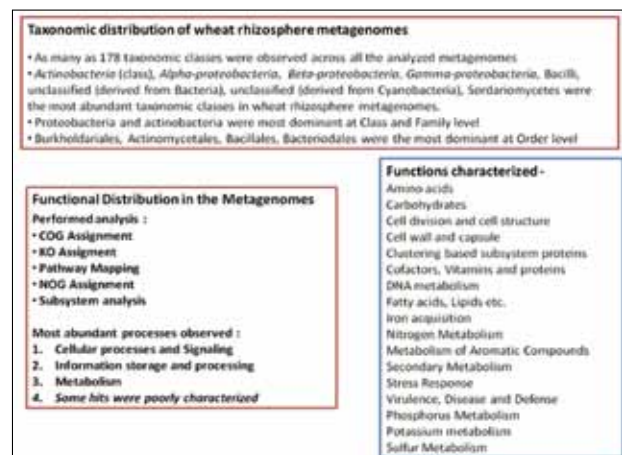 Taxonomic distribution of wheat rhizosphere metagenomes
• As many as 178 taxonomic classes were observed across all the analyzed metagenomes
• Actinobacteria (class), Alpha-proteobacteria, Beta-proteobacteria, Gamma-proteobacteria, Bacilli,
unclassified (derived from Bacteria), unclassified (derived from Cyanobacteria), Sordariomycetes were
the most abundant taxonomic classes in wheat rhizosphere metagenomes.
• Proteobacteria and actinobacteria were most dominant at Class and Family level
• Burkholdariales, Actinomycetales, Bacillales, Bacteriodales were the most dominant at Order level
Functional Distribution in the Metagenomes
Performed analysis :
• COG Assignment
• KO Assigment
• Pathway Mapping
• NOG Assignment
• Subsystem analysis
Most abundant processes observed :
1. Cellular processes and Signaling
2. Information storage and processing
3. Metabolism
4. Some hits were poorly characterized
Functions characterized -
Amino acids
Carbohydrates
Cell division and cell structure
Cell wall and capsule
Clustering based subsystem proteins
Cofactors, Vitamins and proteins
DNA metabolism
Fatty acids, Lipids etc.
Iron acquisition
Nitrogen Metabolism
Metabolism of Aromatic Compounds
Secondary Metabolism
Stress Response
Virulence, Disease and Defense
Phosphorus Metabolism
Potassium metabolism
Sulfur Metabolism